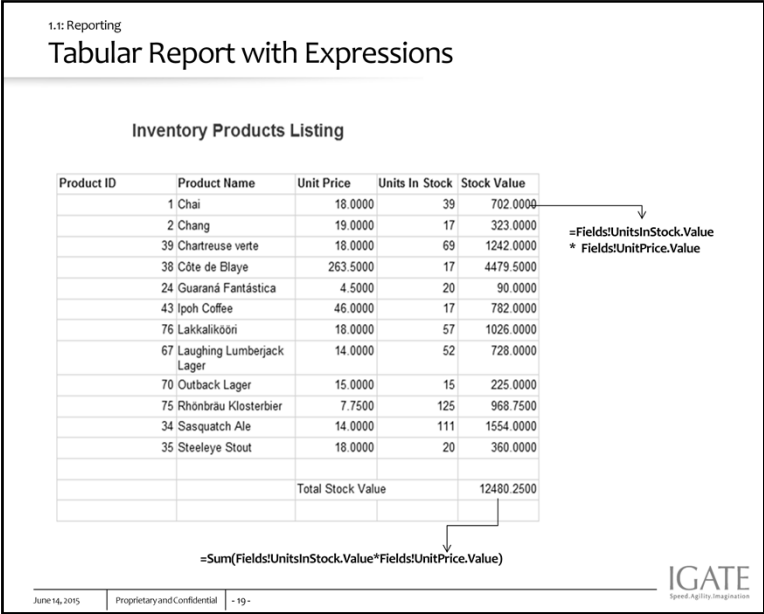 1.1: Reporting
Tabular Report with Expressions
Inventory Products Listing
Product ID Product Name Unit Price Units In Stock Stock Value
1 Chai 18.0000 39 702.0000
2 Chang 19.0000 17 323.0000
39 Chartreuse verte 18.0000 69 1242.0000
38 Côte de Blaye 263.5000 17 4479.5000
24 Guaraná Fantástica 4.5000 20 90.0000
43 Ipoh Coffee 46.0000 17 782.0000
76 Lakkalikööri 18.0000 57 1026.0000
67 Laughing Lumberjack 14.0000 52 728.0000
Lager
70 Outback Lager 15.0000 15 225.0000
75 Rhönbräu Klosterbier 7.7500 125 968.7500
34 Sasquatch Ale 14.0000 111 1554.0000
35 Steeleye Stout 18.0000 20 360.0000
Total Stock Value 12480.2500
=Fields!UnitsInStock.Value
* Fields!UnitPrice.Value
=Sum(Fields!UnitsInStock.Value*Fields!UnitPrice.Value)
June 14, 2015 Proprietary and Confidential - 19 -
IGATE
Speed.Agility.Imagination